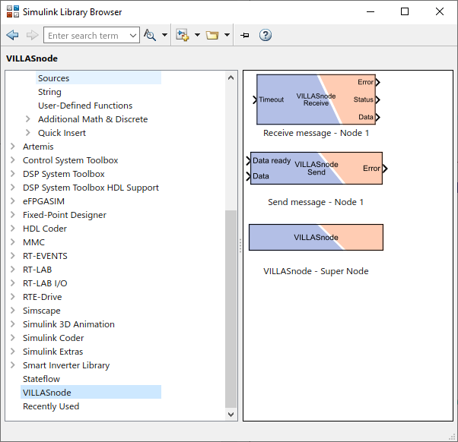 Simulink Library Browser
Enter search term
VILLASnode
Sources
String
User-Defined Functions
Additional Math & Discrete
Quick Insert
Artemis
Control System Toolbox
DSP System Toolbox
DSP System Toolbox HDL Support
eFPGASIM
Fixed-Point Designer
HDL Coder
MMC
RT-EVENTS
RT-LAB
RT-LAB I/O
RTE-Drive
Simscape
Simulink 3D Animation
Simulink Coder
Simulink Extras
Smart Inverter Library
Stateflow
VILLASnode
Recently Used
Error
Timeout VILLASnode Status
Receive
Data
Receive message - Node 1
Data ready VILLASnode
Send Error
Data
Send message - Node 1
VILLASnode
VILLASnode - Super Node